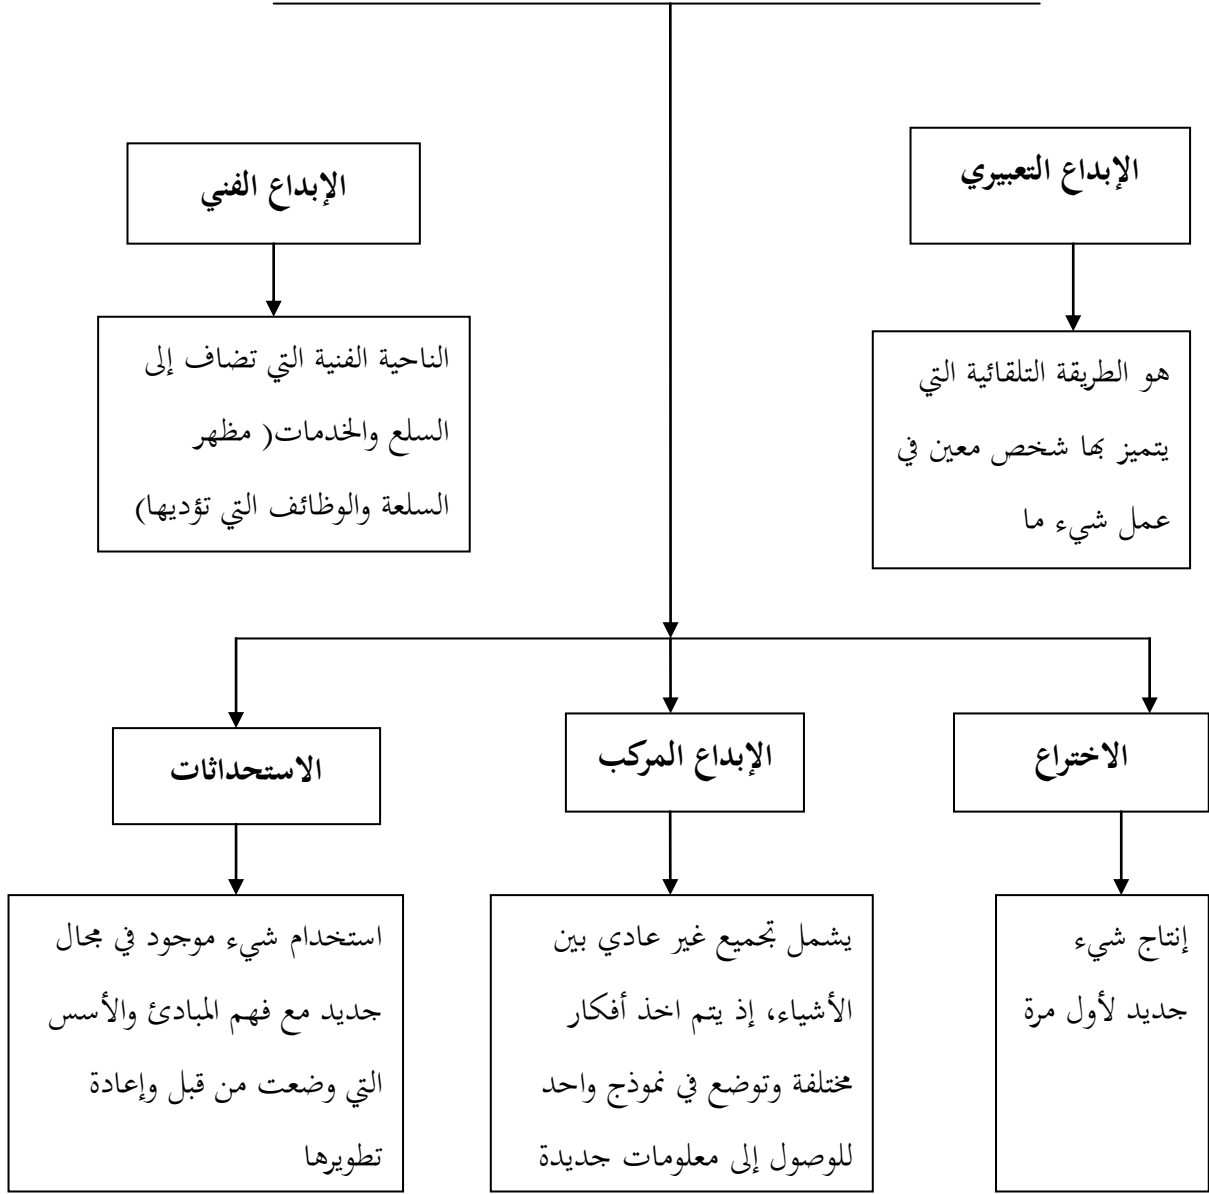 الإبداع التعبيري
هو الطريقة التلقائية التي
يتميز بها شخص معين في
عمل شيء ما
الإبداع الفني
الناحية الفنية التي تضاف إلى
السلع والخدمات( مظهر
السلعة والوظائف التي تؤديها)
الاختراع
إنتاج شيء
جديد لأول مرة
الإبداع المركب
يشمل تجميع غير عادي بين
الأشياء، إذ يتم اخذ أفكار
مختلفة وتوضع في نموذج واحد
للوصول إلى معلومات جديدة
الاستحداثات
استخدام شيء موجود في مجال
جديد مع فهم المبادئ والأسس
التي وضعت من قبل وإعادة
تطويرها